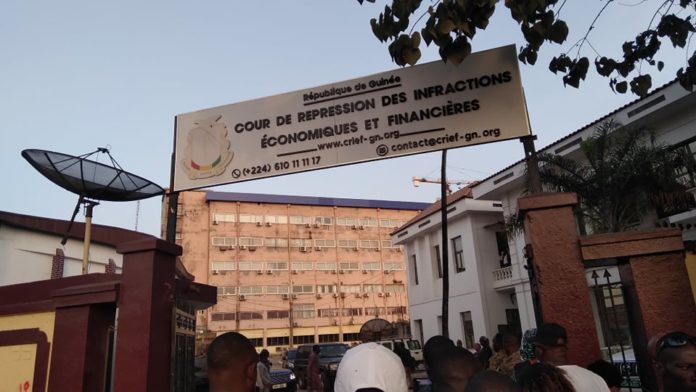 République de Guinée
COUR DE REPRESSION DES INFRACTIONS
ÉCONOMIQUES ET FINANCIÈRES
www.crief-gn.org
(+224) 610 11 11 17
contact@crief-gn.org